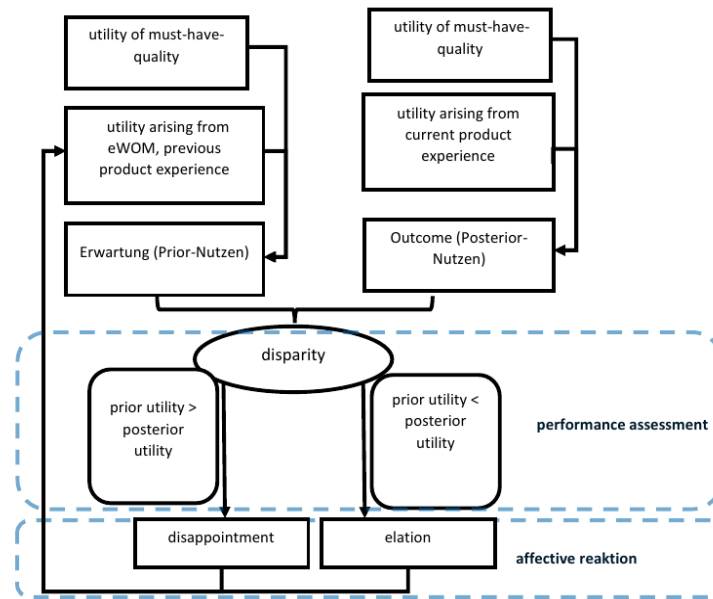 utility of must-have-
quality
utility of must-have-
quality
utility arising from
eWOM, previous
product experience
utility arising from
current product
experience
Erwartung (Prior-Nutzen)
Outcome (Posterior-
Nutzen)
disparity
prior utility >
posterior
utility
prior utility <
posterior
utility
performance assessment
disappointment
elation
affective reaktion